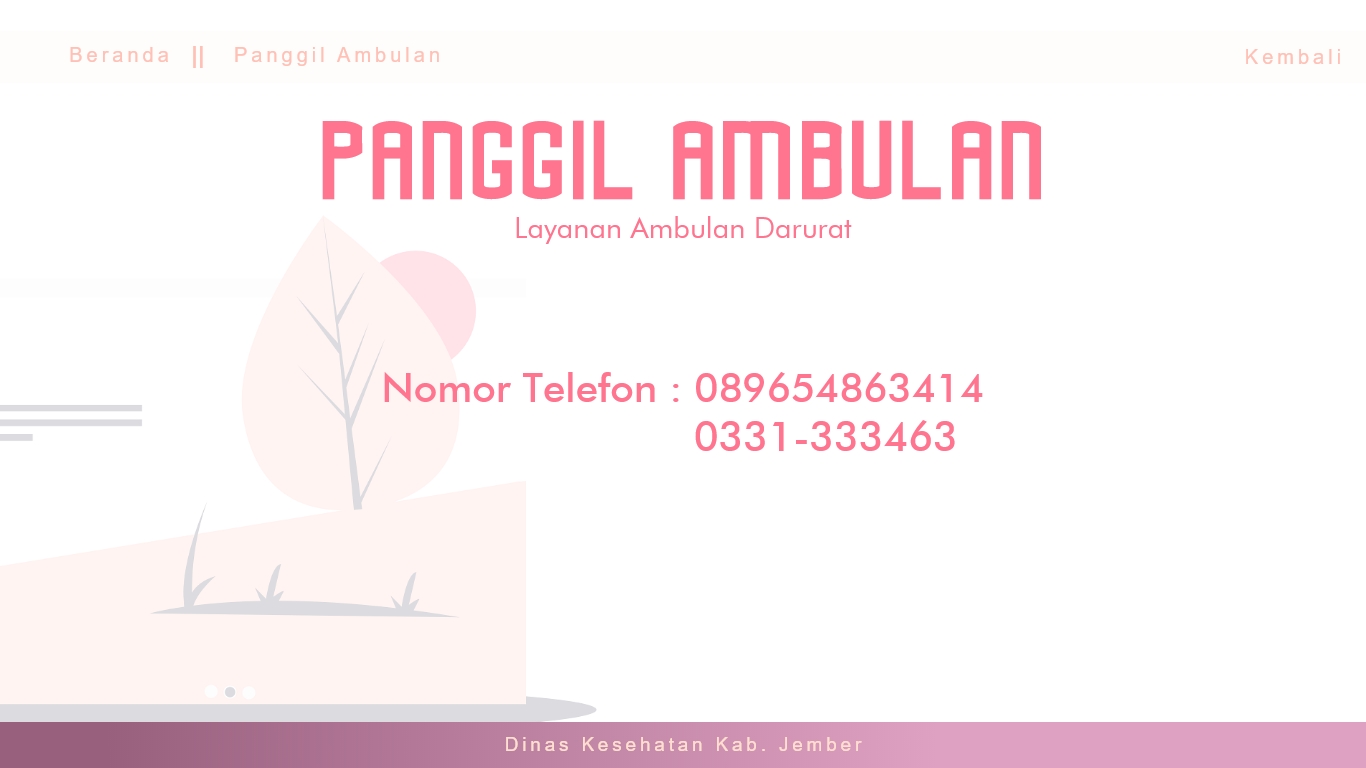 Beranda || Panggil Ambulan Kembali
PANGGIL AMBULAN
Layanan Ambulan Darurat
Nomor Telefon : 089654863414
0331-333463
Dinas Kesehatan Kab. Jember